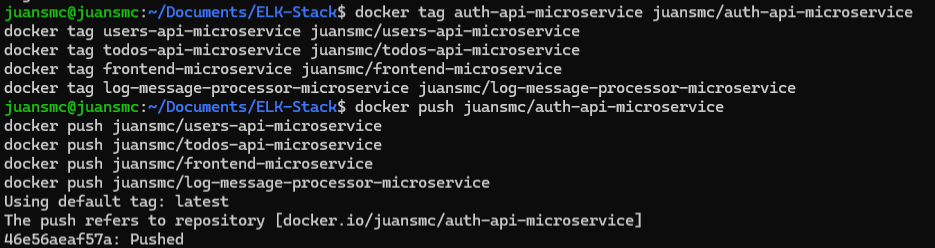 juansmc@juansmc:~/Documents/ELK-Stack$ docker tag auth-api-microservice juansmc/auth-api-microservice
docker tag users-api-microservice juansmc/users-api-microservice
docker tag todos-api-microservice juansmc/todos-api-microservice
docker tag frontend-microservice juansmc/frontend-microservice
docker tag log-message-processor-microservice juansmc/log-message-processor-microservice
juansmc@juansmc:~/Documents/ELK-Stack$ docker push juansmc/auth-api-microservice
docker push juansmc/users-api-microservice
docker push juansmc/todos-api-microservice
docker push juansmc/frontend-microservice
docker push juansmc/log-message-processor-microservice
Using default tag: latest
The push refers to repository [docker.io/juansmc/auth-api-microservice]
46e56aeaf57a: Pushed